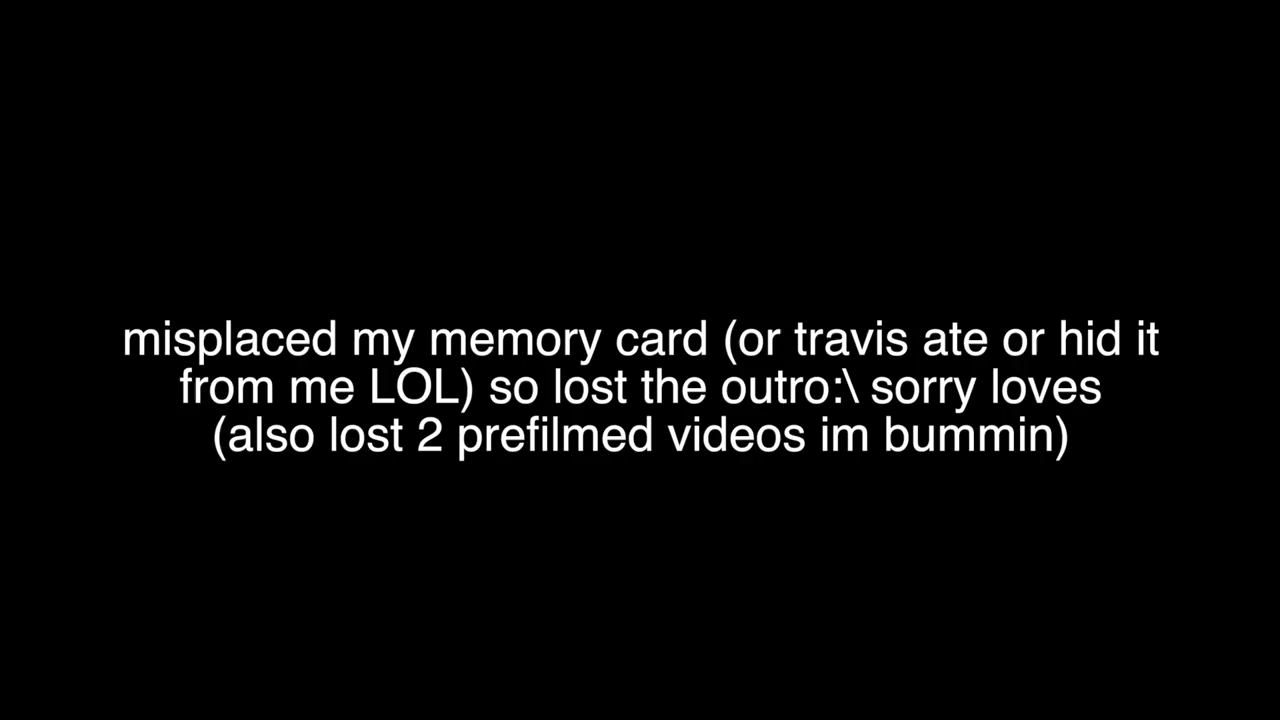 misplaced my memory card (or travis ate or hid it
from me LOL) so lost the outro:\ sorry loves
(also lost 2 prefilmed videos im bummin)